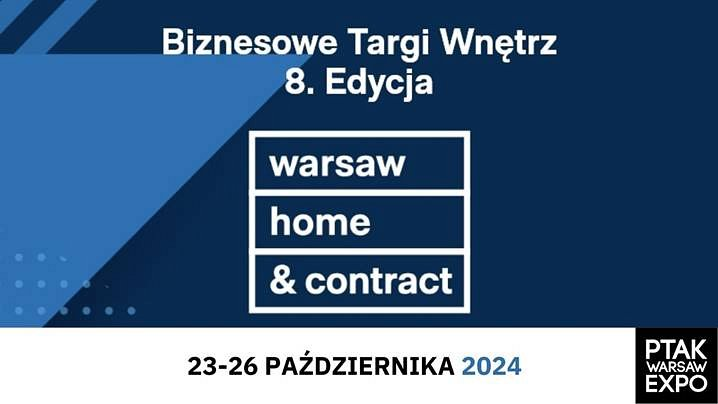 Biznesowe Targi Wnętrz
8. Edycja
warsaw
home
& contract
23-26 PAŹDZIERNIKA 2024
PTAK
WARSAW
EXPO